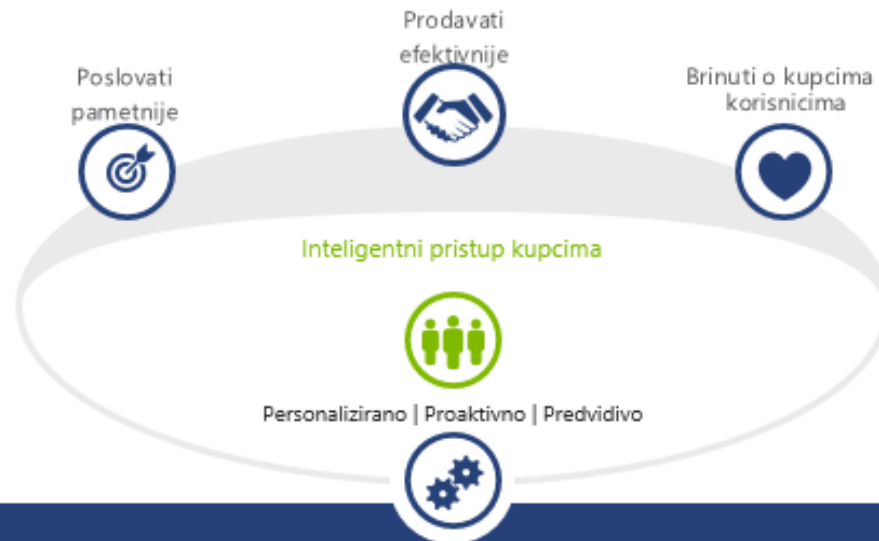 Prodavati
efektivnije
Poslovati
pametnije
Brinuti o kupcima
korisnicima
Inteligentni pristup kupcima
Personalizirano | Proaktivno | Predvidivo